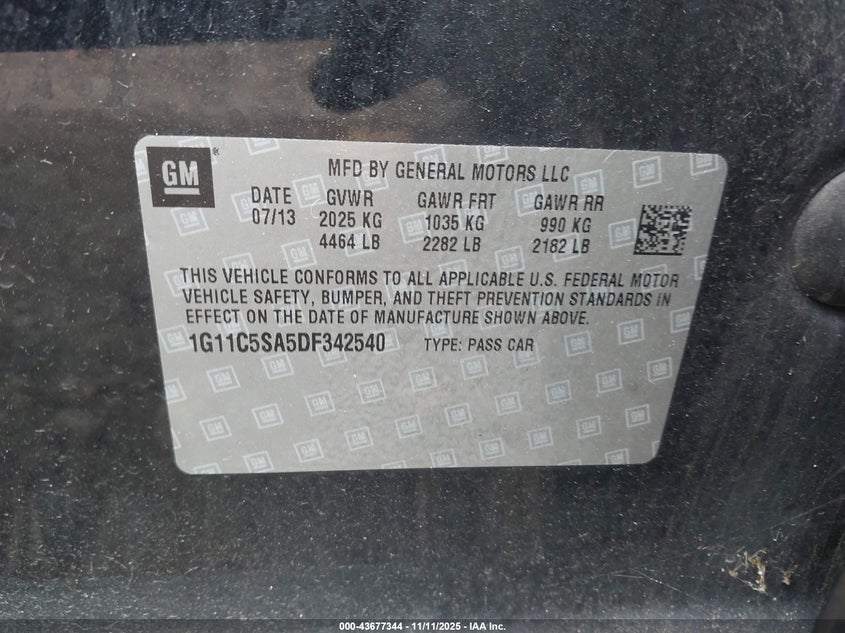 GM ®
MFD BY GENERAL MOTORS LLC
DATE GVWR GAWR FRT GAWR RR
07/13 2025 KG 1035 KG 990 KG
4464 LB 2282 LB 2182 LB
THIS VEHICLE CONFORMS TO ALL APPLICABLE U.S. FEDERAL MOTOR
VEHICLE SAFETY, BUMPER, AND THEFT PREVENTION STANDARDS IN
EFFECT ON THE DATE OF MANUFACTURE SHOWN ABOVE.
1G11C5SA5DF342540 TYPE: PASS CAR
000-43677344 | 11/11/2025 - IAA Inc.